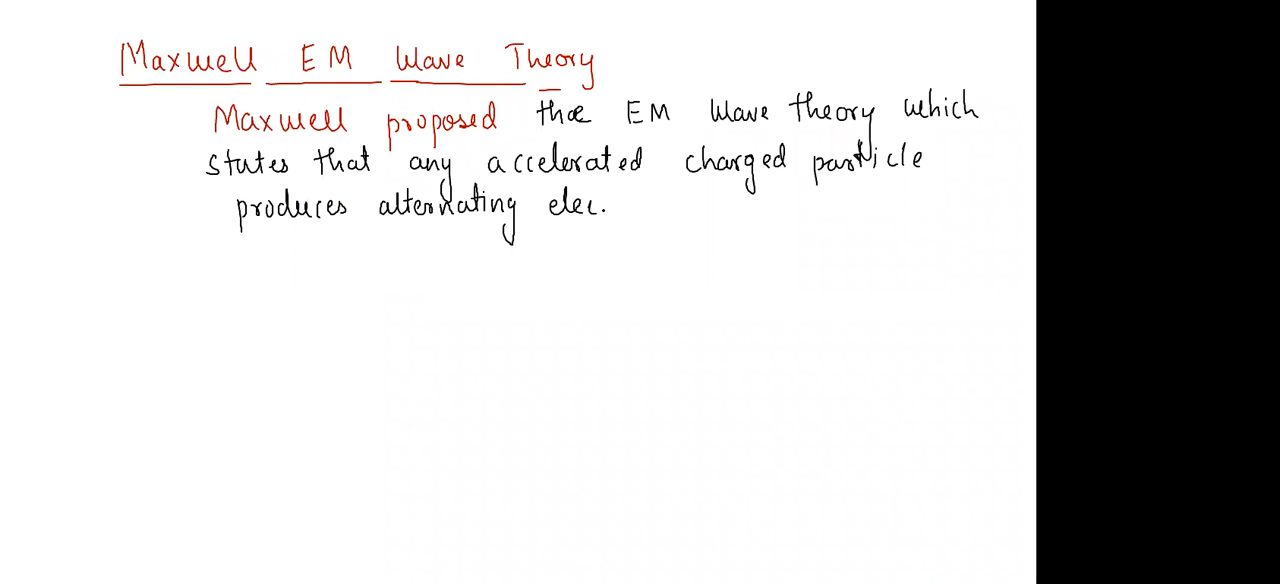 Maxwell EM Wave Theory
Maxwell proposed the EM Wave theory which
states that any accelerated charged particle
produces alternating elec.